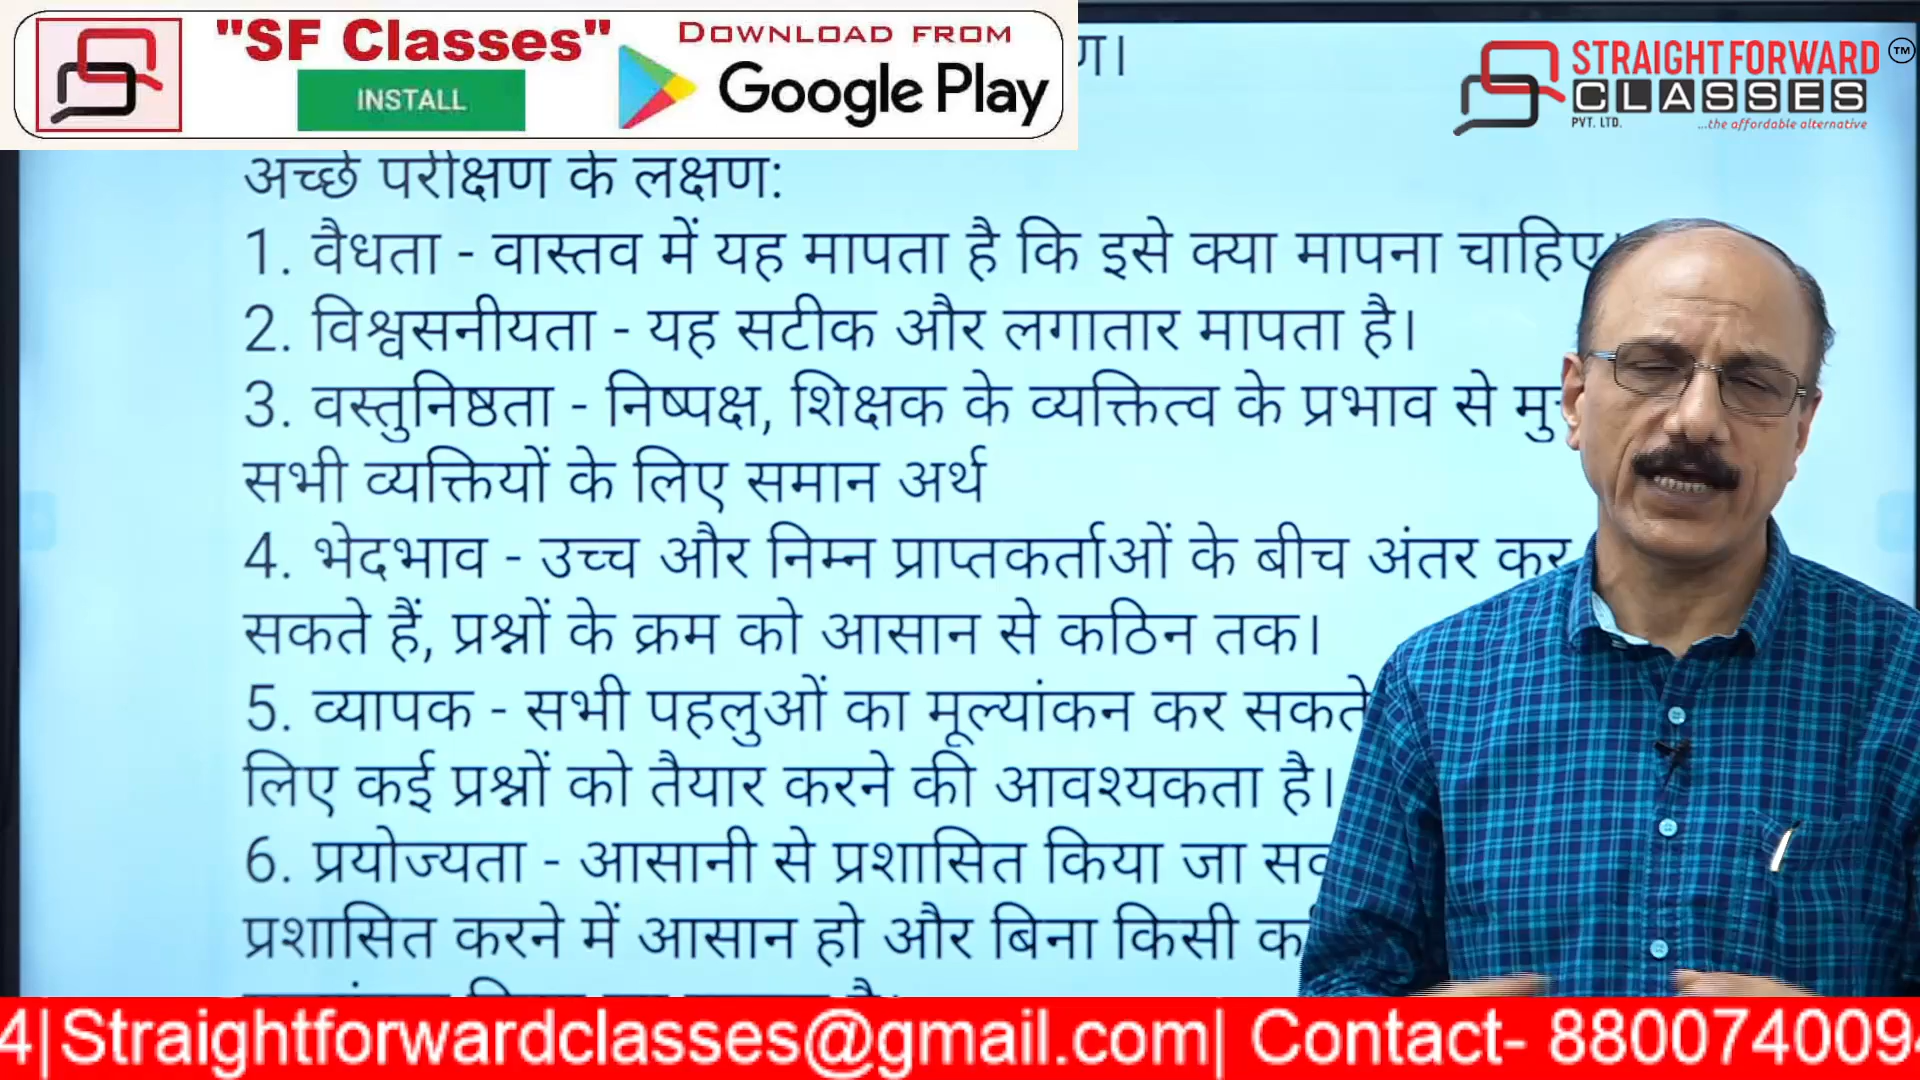 "SF Classes"
INSTALL
DOWNLOAD FROM
Google Play
STRAIGHT FORWARD ™
CLASSES
PVT. LTD.
...the affordable alternative
अच्छे परीक्षण के लक्षण:
1. वैधता - वास्तव में यह मापता है कि इसे क्या मापना चाहिए
2. विश्वसनीयता - यह सटीक और लगातार मापता है।
3. वस्तुनिष्ठता - निष्पक्ष, शिक्षक के व्यक्तित्व के प्रभाव से
सभी व्यक्तियों के लिए समान अर्थ
4. भेदभाव - उच्च और निम्न प्राप्तकर्ताओं के बीच अंतर कर
सकते हैं, प्रश्नों के क्रम को आसान से कठिन तक।
5. व्यापक - सभी पहलुओं का मूल्यांकन कर सकते
लिए कई प्रश्नों को तैयार करने की आवश्यकता है।
6. प्रयोज्यता - आसानी से प्रशासित किया जा
प्रशासित करने में आसान हो और बिना किसी
4| Straightforwardclasses@gmail.com| Contact- 8800740094